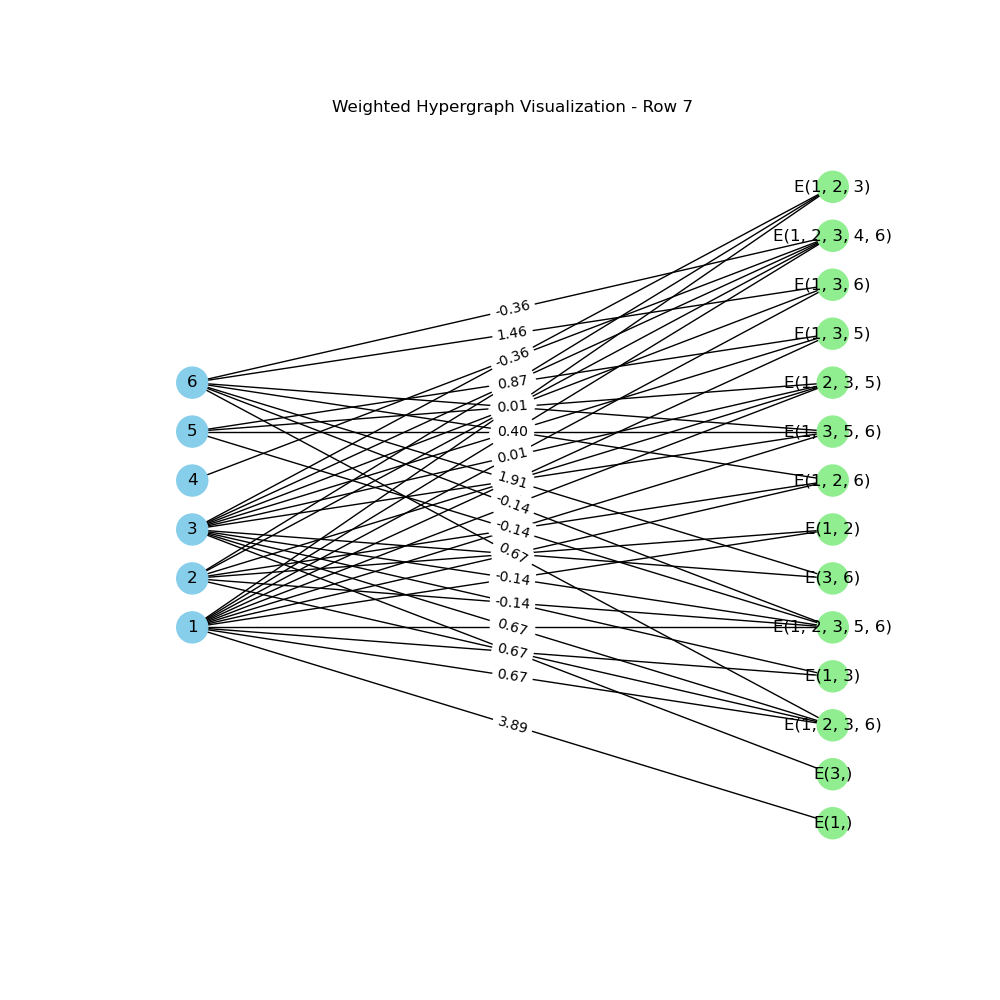 Weighted Hypergraph Visualization - Row 7
E(1, 2, 3)
E(1, 2, 3, 4, 6)
E(1, 3, 6)
-0.36
1.46
E(1, 3, 5)
-0.36
6
0.87
E(1, 2, 3, 5)
0.01
5
0.40
E(1, 3, 5, 6)
0.01
4
1.91
E(1, 2, 6)
-0.14
3
-0.14
E(1, 2)
0.67
2
-0.14
E(3, 6)
-0.14
1
0.67
E(1, 2, 3, 5, 6)
0.67
0.67
E(1, 3)
3.89
E(1, 2, 3, 6)
E(3,)
E(1,)